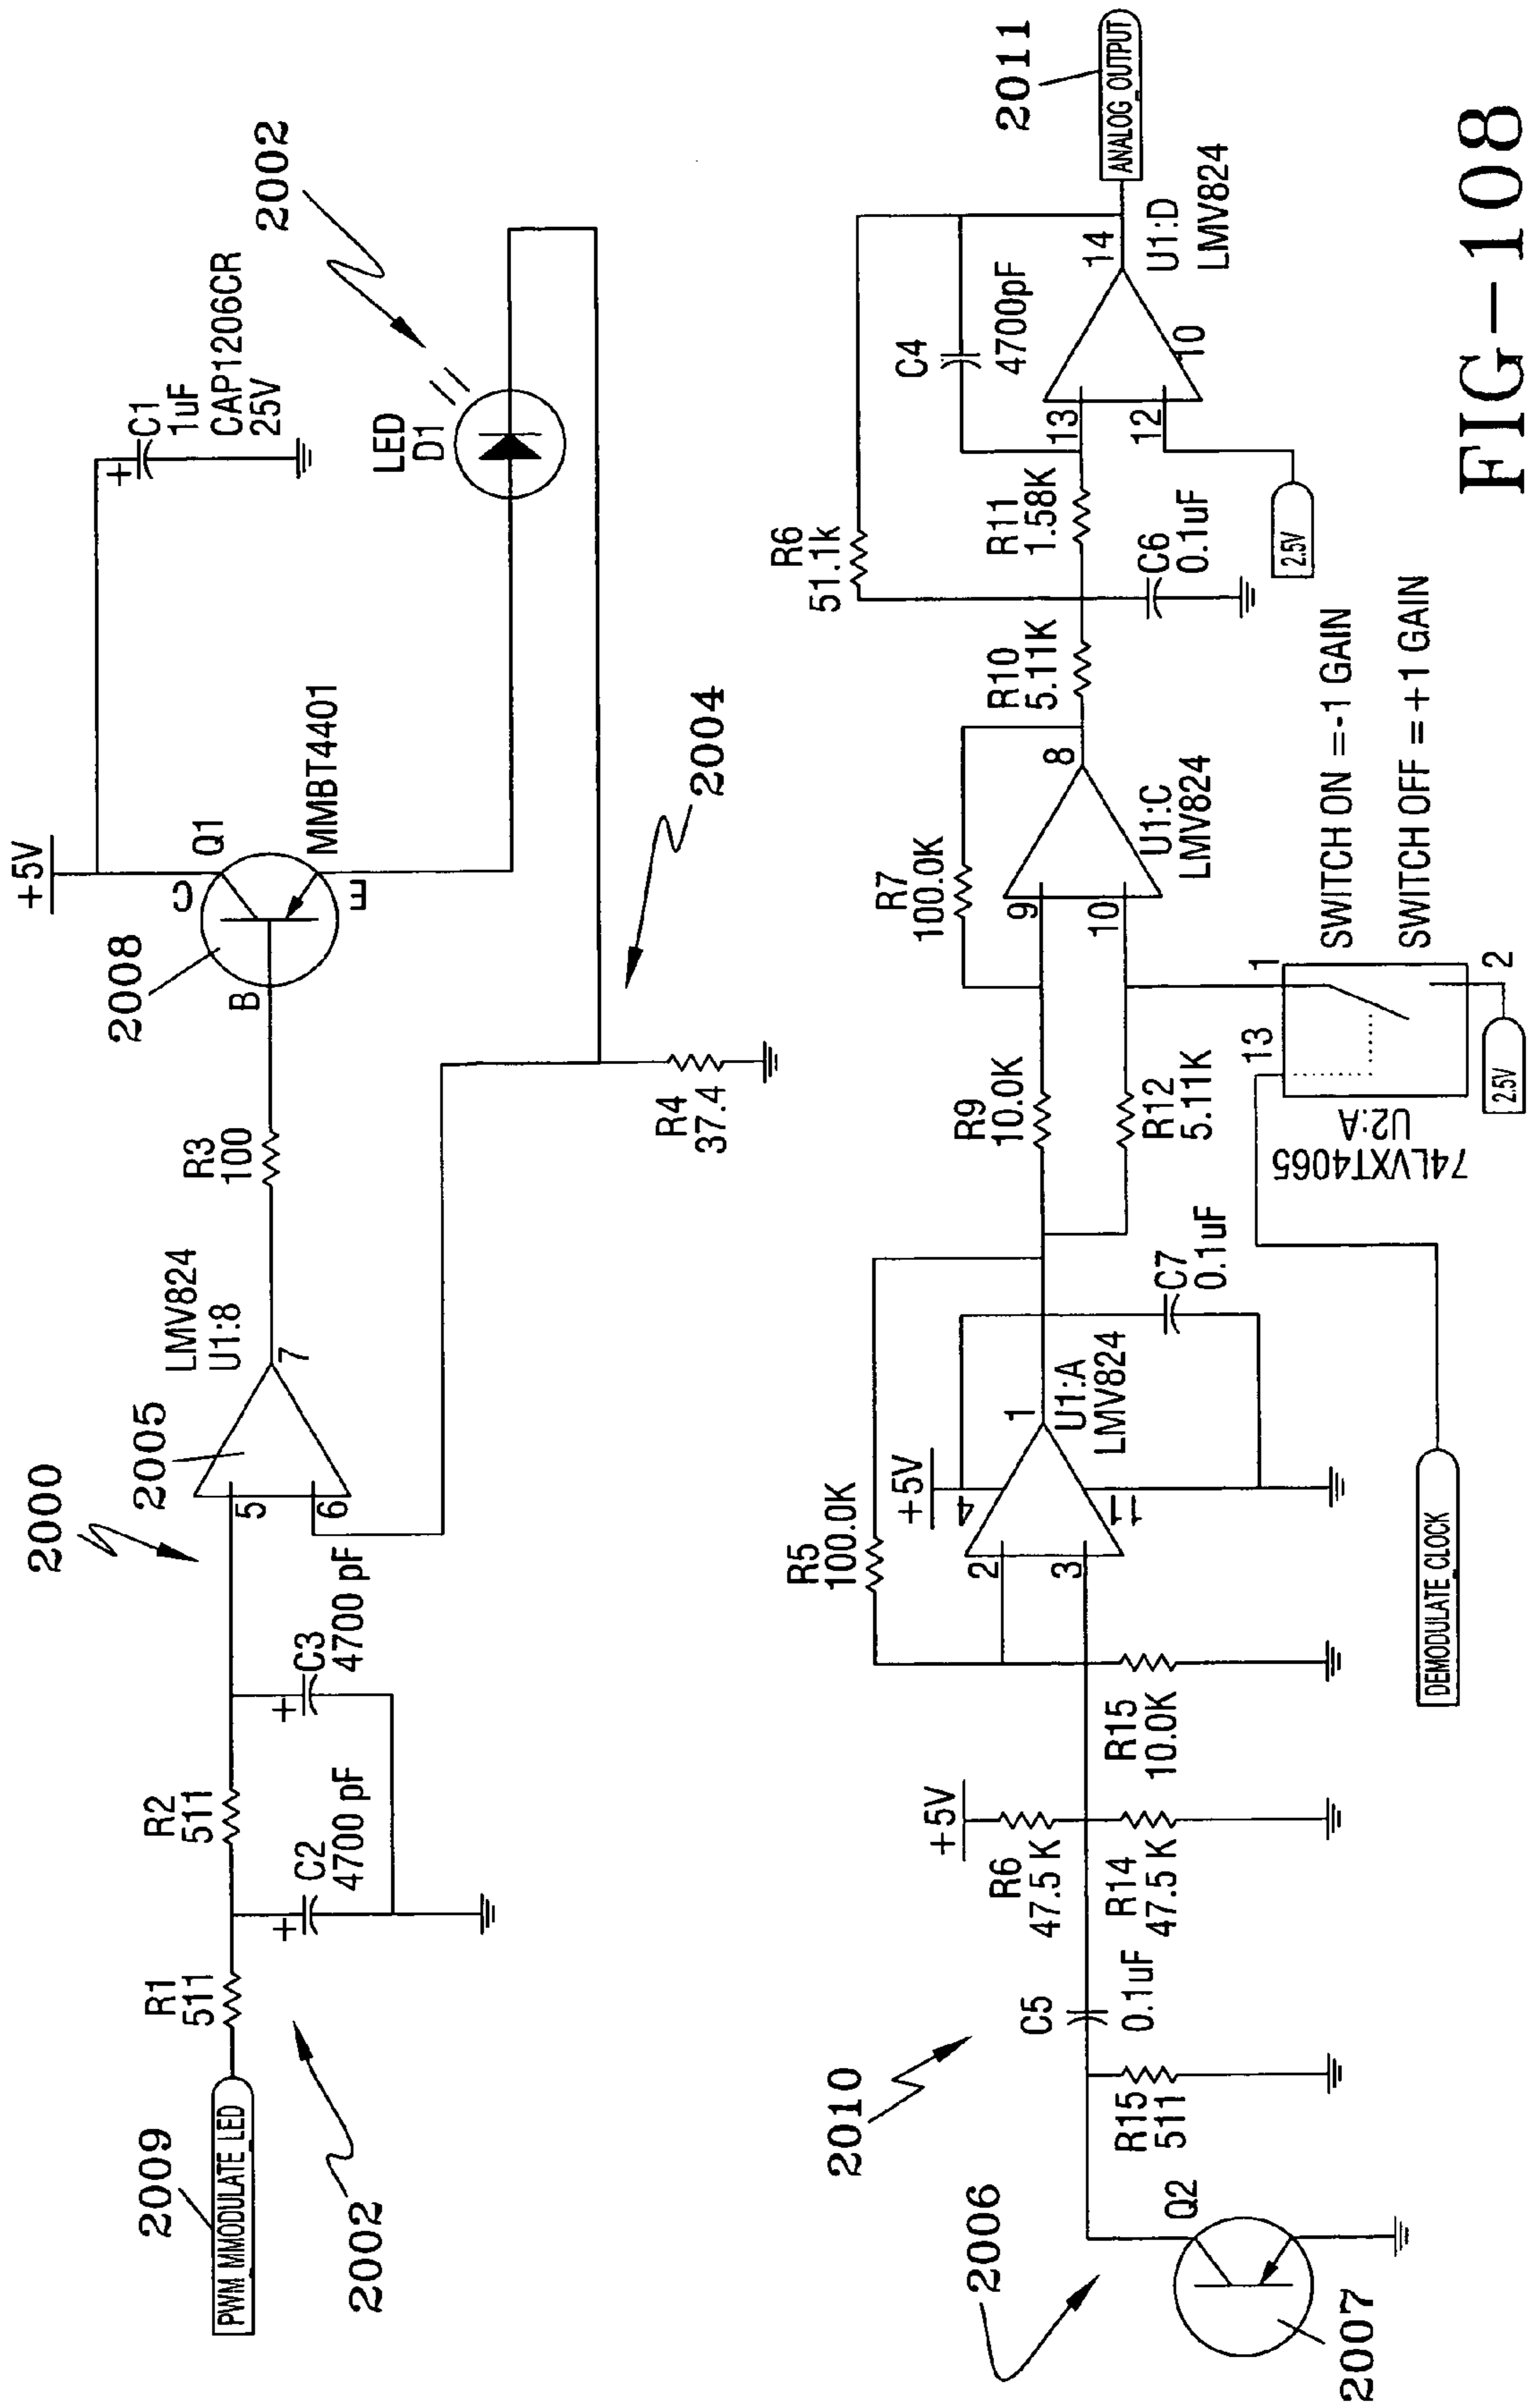 2000
2005
LMV824
U1:8
5
6
7
2009
PWM_MMODULATE_LED
R1
511
R2
511
C2
4700 pF
C3
4700 pF
+
+
2002
R3
100
2008
B
C
E
Q1
MMBT4401
+5V
+
C1
1uF
CAP1206CR
25V
2002
LED
D1
2004
R4
37.4
2010
2006
2007
Q2
R15
511
C5
0.1uF
+5V
R6
47.5 K
R14
47.5 K
R15
10.0K
R5
100.0K
+5V
4
2
3
11
1
U1:A
LMV824
C7
0.1uF
DEMODULATE_CLOCK
R9
10.0K
R12
5.11K
R7
100.0K
9
10
8
U1:C
LMV824
74LVXT4065
U2:A
13
1
2
2.5V
SWITCH ON =-1 GAIN
SWITCH OFF = +1 GAIN
R10
5.11K
R6
51.1k
R11
1.58K
C6
0.1uF
2.5V
C4
4700pF
13
12
10
14
U1:D
LMV824
ANALOG_OUTPUT
2011
FIG-108